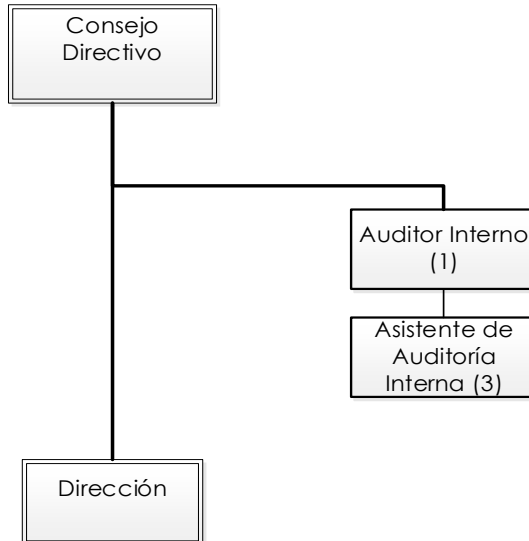 Consejo
Directivo
Auditor Interno
(1)
Asistente de
Auditoría
Interna (3)
Dirección